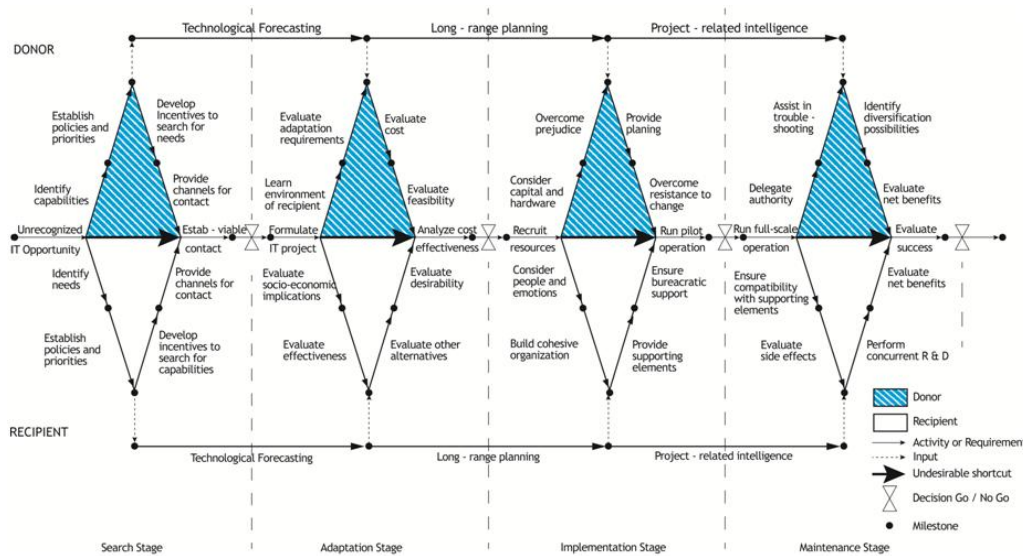 Technological Forecasting
Long - range planning
Project - related intelligence
DONOR
Establish
policies and
priorities
Develop
Incentives to
search for
needs
Identify
capabilities
Provide
channels for
contact
Unrecognized
IT Opportunity
Estab - viable
contact
Identify
needs
Provide
channels for
contact
Establish
policies and
priorities
Develop
incentives to
search for
capabilities
Evaluate
adaptation
requirements
Evaluate
cost
Learn
environment
of recipient
Evaluate
feasibility
Formulate
IT project
Analyze cost
effectiveness
Evaluate
socio-economic
implications
Evaluate
desirability
Evaluate
effectiveness
Evaluate other
alternatives
Overcome
prejudice
Provide
planing
Consider
capital and
hardware
Overcome
resistance to
change
Recruit
resources
Run pilot
operation
Consider
people and
emotions
Ensure
bureacratic
support
Build cohesive
organization
Provide
supporting
elements
Assist in
trouble -
shooting
Identify
diversification
possibilities
Delegate
authority
Evaluate
net benefits
Run full-scale
operation
Evaluate
success
Ensure
compatibility
with supporting
elements
Evaluate
net benefits
Evaluate
side effects
Perform
concurrent R & D
RECIPIENT
Technological Forecasting
Long - range planning
Project - related intelligence
Donor
Recipient
Activity or Requirement
Input
Undesirable shortcut
Decision Go / No Go
Milestone
Search Stage
Adaptation Stage
Implementation Stage
Maintenance Stage